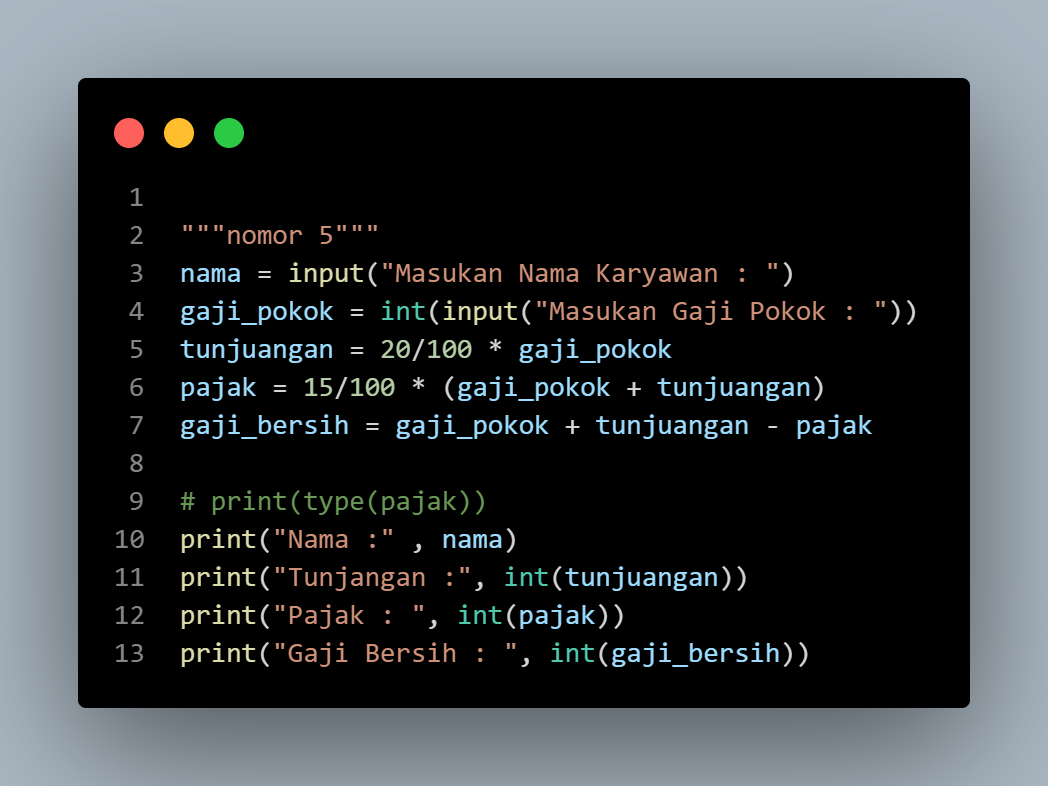 1
2 """nomor 5"""
3 nama = input("Masukan Nama Karyawan : ")
4 gaji_pokok = int(input("Masukan Gaji Pokok : "))
5 tunjuangan = 20/100 * gaji_pokok
6 pajak = 15/100 * (gaji_pokok + tunjuangan)
7 gaji_bersih = gaji_pokok + tunjuangan - pajak
8
9 # print(type(pajak))
10 print("Nama :" , nama)
11 print("Tunjangan :", int(tunjuangan))
12 print("Pajak : ", int(pajak))
13 print("Gaji Bersih : ", int(gaji_bersih))